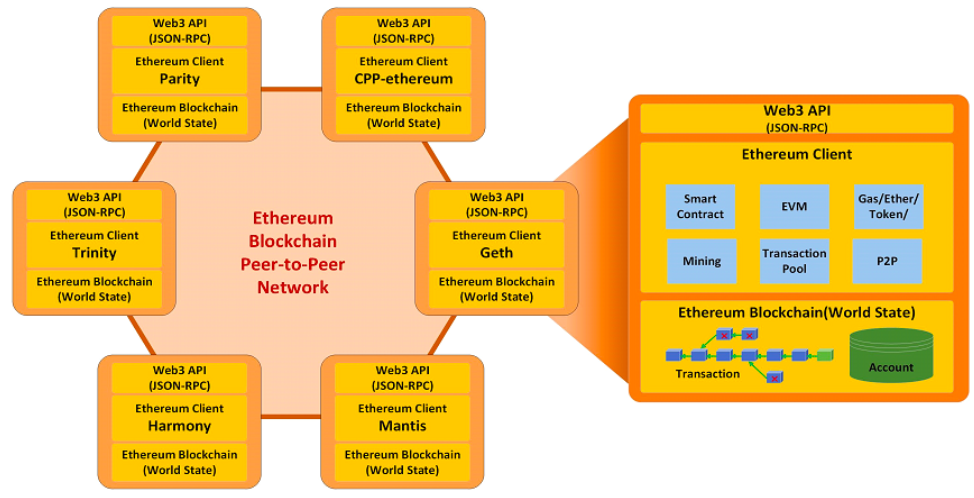 Web3 API
(JSON-RPC)
Ethereum Client
Parity
Ethereum Blockchain
(World State)
Web3 API
(JSON-RPC)
Ethereum Client
CPP-ethereum
Ethereum Blockchain
(World State)
Web3 API
(JSON-RPC)
Ethereum Client
Trinity
Ethereum Blockchain
(World State)
Ethereum
Blockchain
Peer-to-Peer
Network
Web3 API
(JSON-RPC)
Ethereum Client
Geth
Ethereum Blockchain
(World State)
Web3 API
(JSON-RPC)
Ethereum Client
Harmony
Ethereum Blockchain
(World State)
Web3 API
(JSON-RPC)
Ethereum Client
Mantis
Ethereum Blockchain
(World State)
Web3 API
(JSON-RPC)
Ethereum Client
Smart
Contract
EVM
Gas/Ether/
Token/
Mining
Transaction
Pool
P2P
Ethereum Blockchain(World State)
Transaction
Account